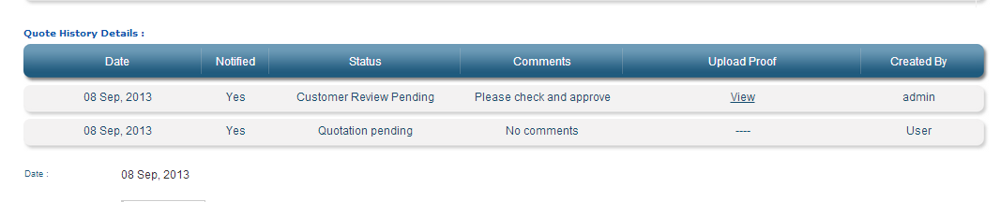 Quote History Details :
Date Notified Status Comments Upload Proof Created By
08 Sep, 2013 Yes Customer Review Pending Please check and approve View admin
08 Sep, 2013 Yes Quotation pending No comments ---- User
Date : 08 Sep, 2013